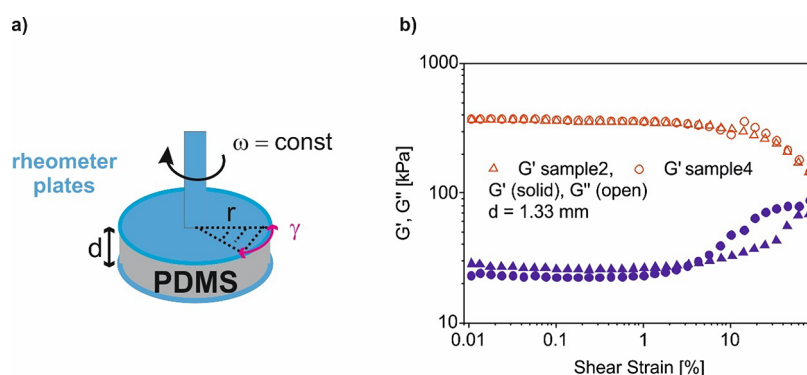 a)
rheometer
plates
ω = const
r
γ
d
PDMS
b)
G', G'' [kPa]
1000
100
10
△ G' sample2, ○ G' sample4
G' (solid), G'' (open)
d = 1.33 mm
0.01 0.1 1 10
Shear Strain [%]